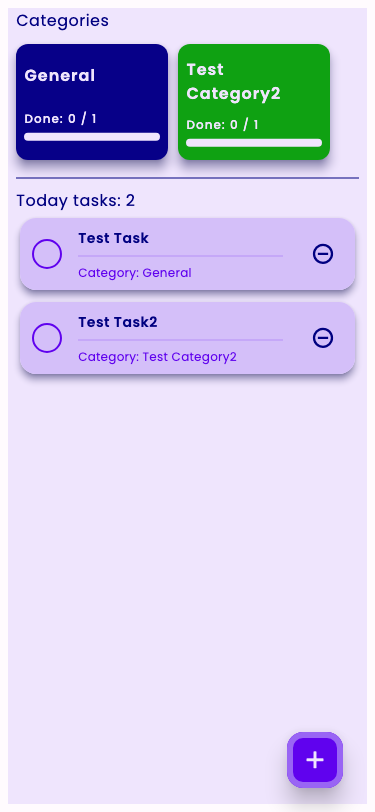 Categories
General
Done: 0 / 1
Test
Category2
Done: 0 / 1
Today tasks: 2
Test Task
Category: General
Test Task2
Category: Test Category2